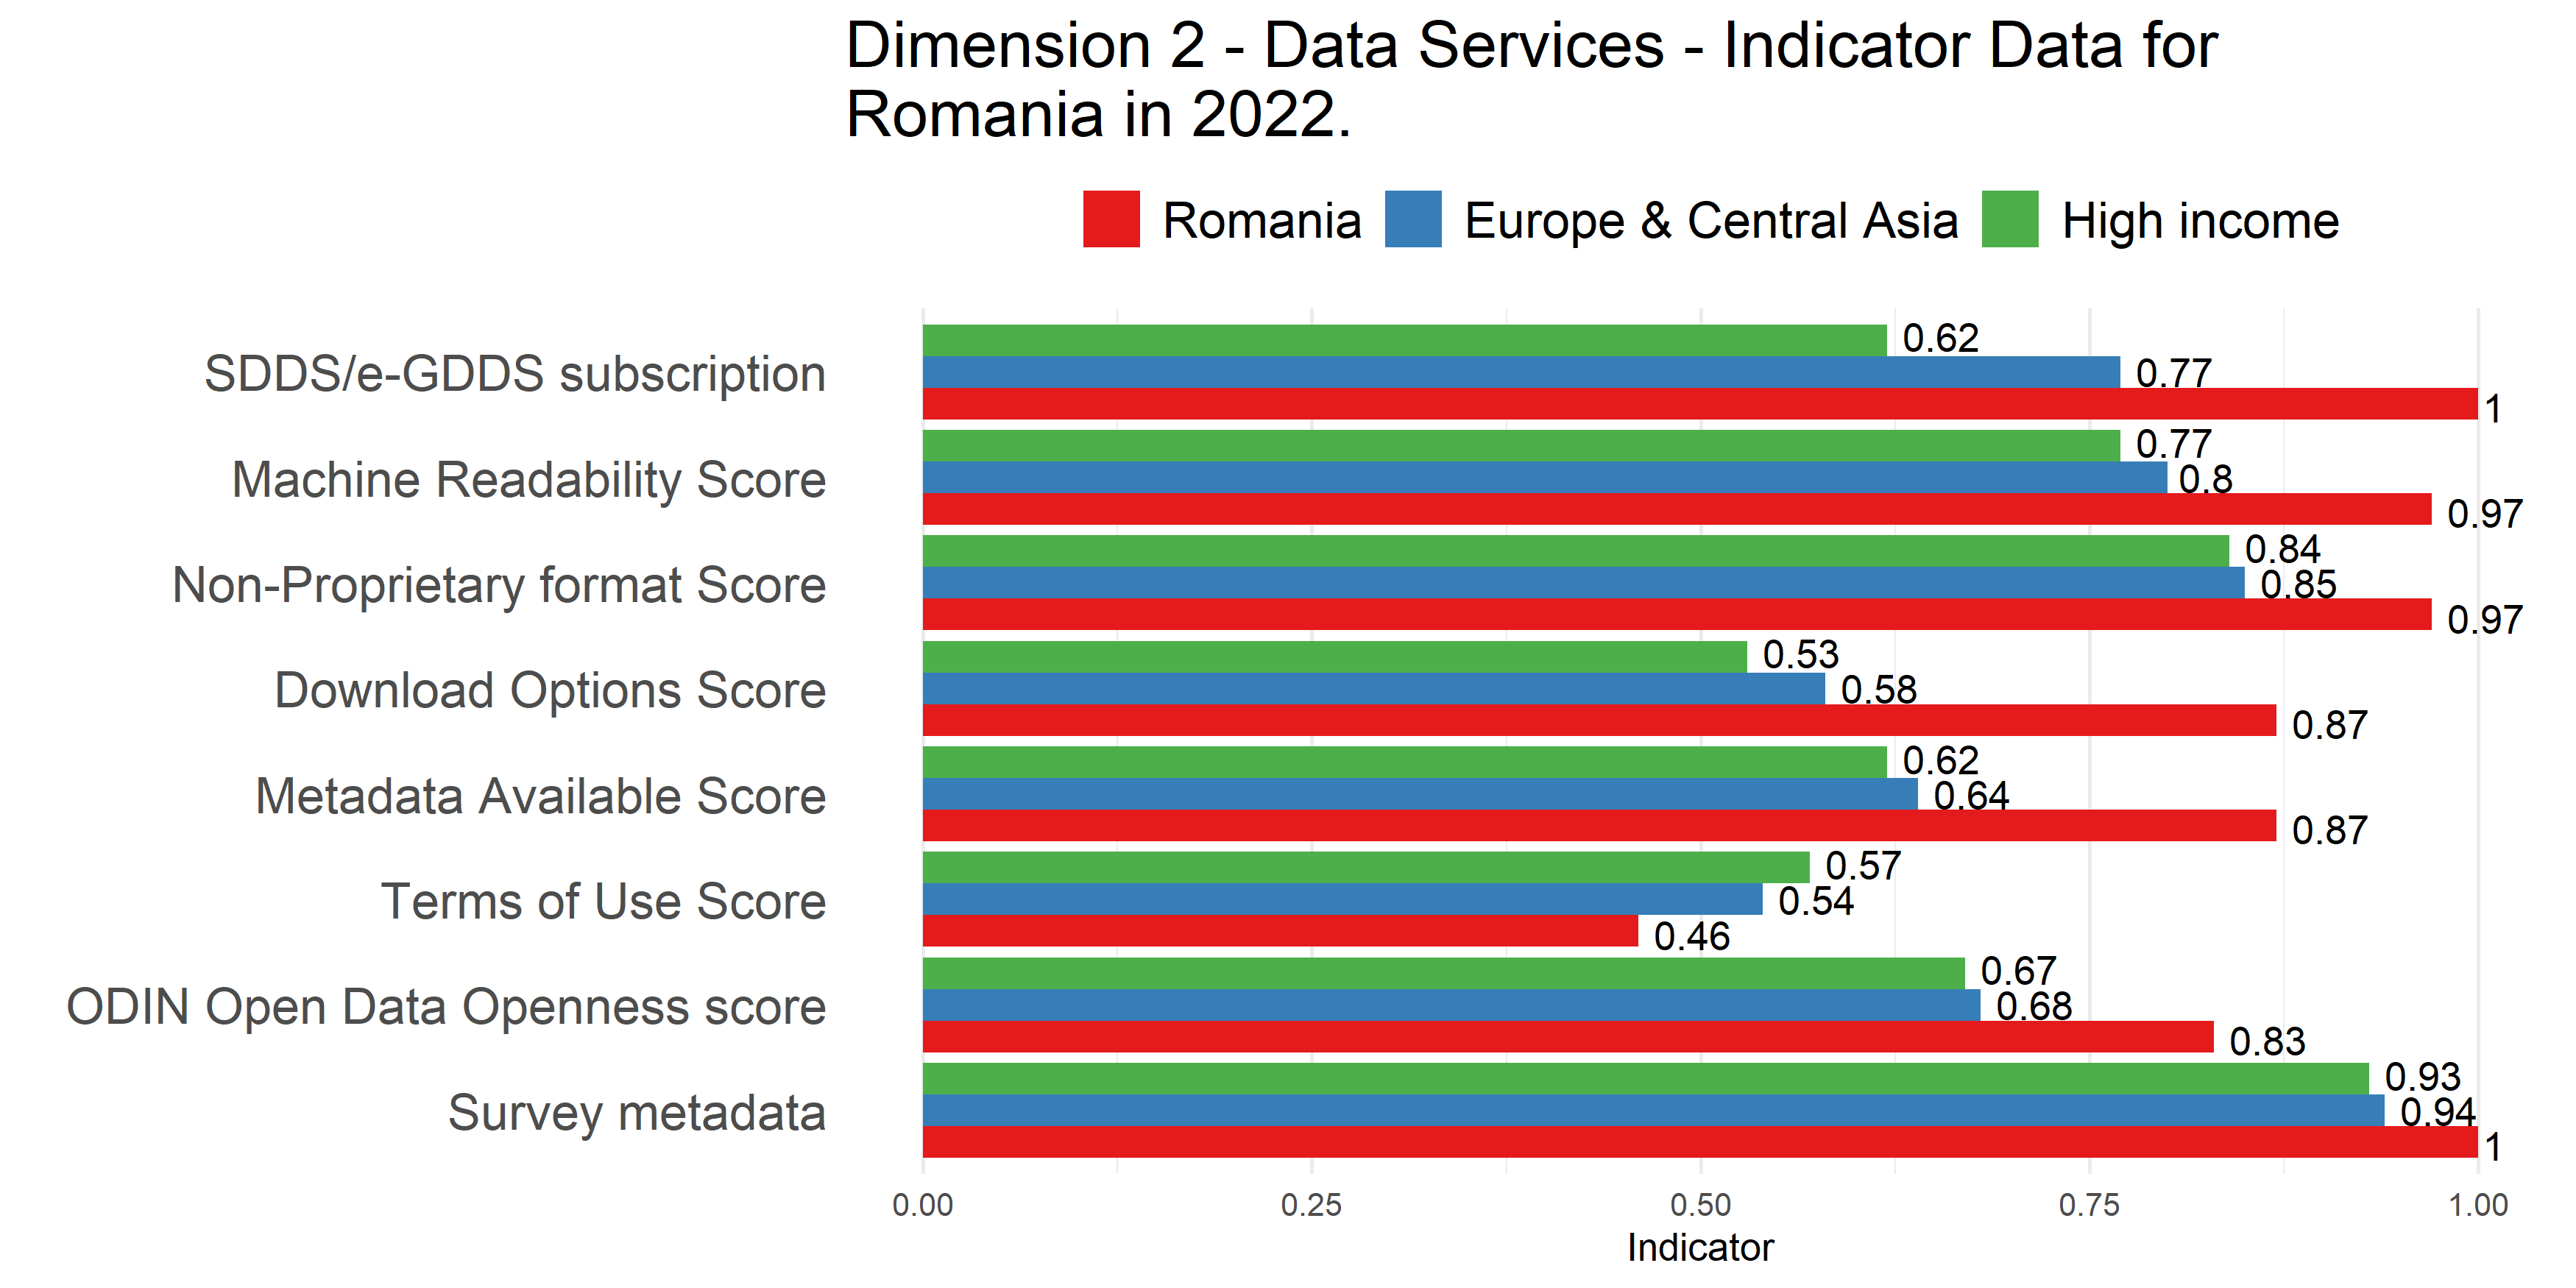 Dimension 2 - Data Services - Indicator Data for
Romania in 2022.
Romania Europe & Central Asia High income
SDDS/e-GDDS subscription
0.62
0.77
1
Machine Readability Score
0.77
0.8
0.97
Non-Proprietary format Score
0.84
0.85
0.97
Download Options Score
0.53
0.58
0.87
Metadata Available Score
0.62
0.64
0.87
Terms of Use Score
0.57
0.54
0.46
ODIN Open Data Openness score
0.67
0.68
0.83
Survey metadata
0.93
0.94
1
0.00 0.25 0.50 0.75 1.00
Indicator